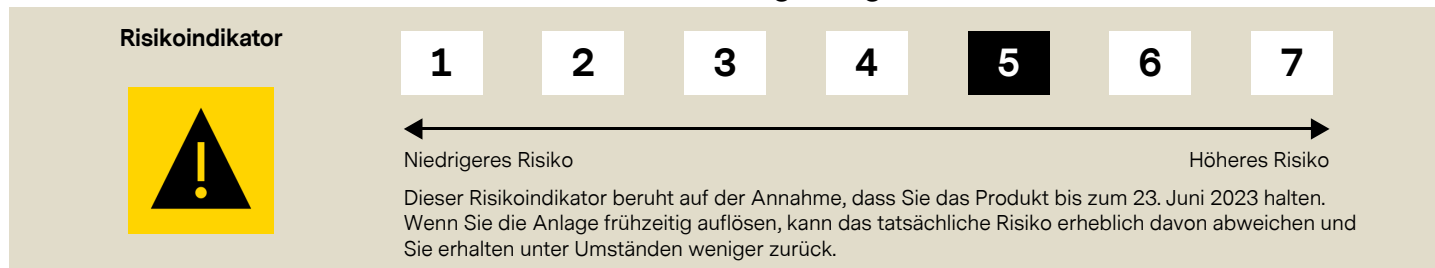 Risikoindikator
1 2 3 4 5 6 7
Niedrigeres Risiko Höheres Risiko
Dieser Risikoindikator beruht auf der Annahme, dass Sie das Produkt bis zum 23. Juni 2023 halten.
Wenn Sie die Anlage frühzeitig auflösen, kann das tatsächliche Risiko erheblich davon abweichen und
Sie erhalten unter Umständen weniger zurück.